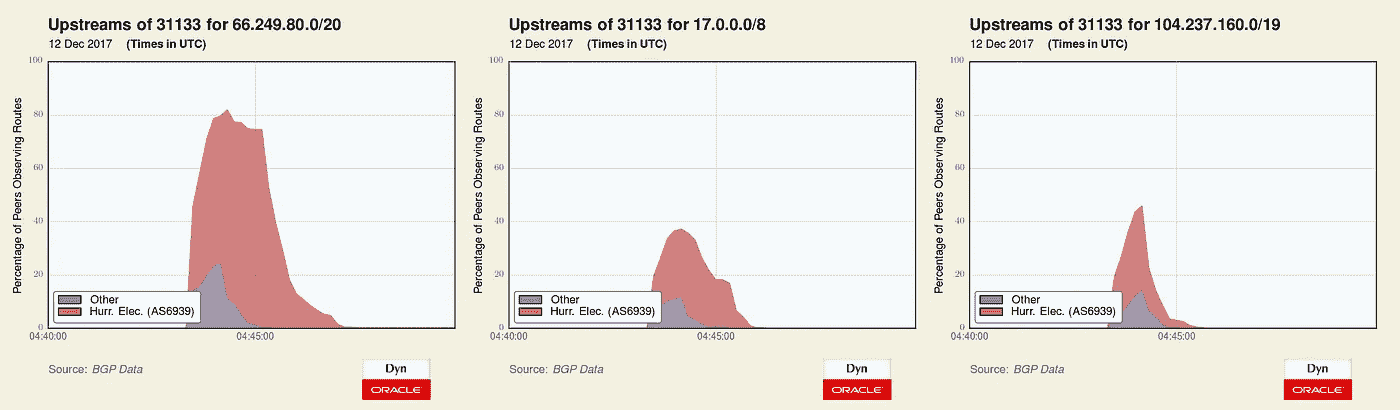 Upstreams of 31133 for 66.249.80.0/20
12 Dec 2017 (Times in UTC)
Percentage of Peers Observing Routes
100
80
60
40
20
0
Other
Hurr. Elec. (AS6939)
04:40:00
04:45:00
Source: BGP Data
Dyn
ORACLE
Upstreams of 31133 for 17.0.0.0/8
12 Dec 2017 (Times in UTC)
Percentage of Peers Observing Routes
100
80
60
40
20
0
Other
Hurr. Elec. (AS6939)
04:40:00
04:45:00
Source: BGP Data
Dyn
ORACLE
Upstreams of 31133 for 104.237.160.0/19
12 Dec 2017 (Times in UTC)
Percentage of Peers Observing Routes
100
80
60
40
20
0
Other
Hurr. Elec. (AS6939)
04:40:00
04:45:00
Source: BGP Data
Dyn
ORACLE